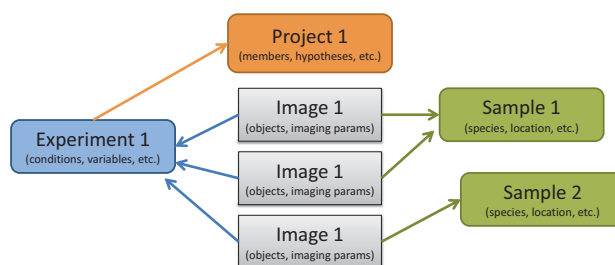 Project 1
(members, hypotheses, etc.)
Image 1
(objects, imaging params)
Sample 1
(species, location, etc.)
Experiment 1
(conditions, variables, etc.)
Image 1
(objects, imaging params)
Sample 2
(species, location, etc.)
Image 1
(objects, imaging params)